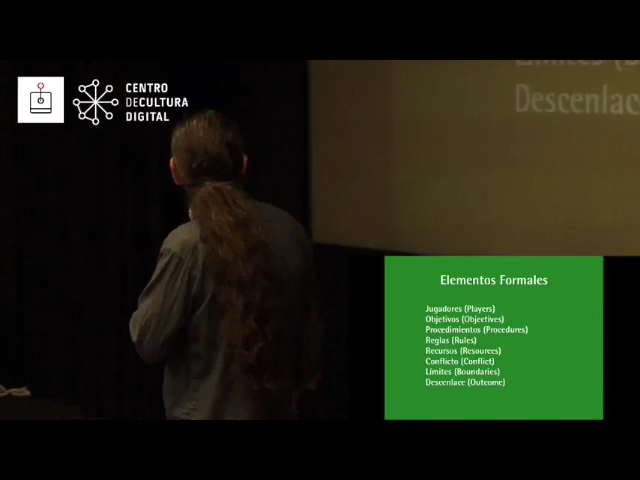 CENTRO
DECULTURA
DIGITAL
Límites (B
Descenlace
Elementos Formales
Jugadores (Players)
Objetivos (Objectives)
Procedimientos (Procedures)
Reglas (Rules)
Recursos (Resources)
Conflicto (Conflict)
Límites (Boundaries)
Descenlace (Outcome)